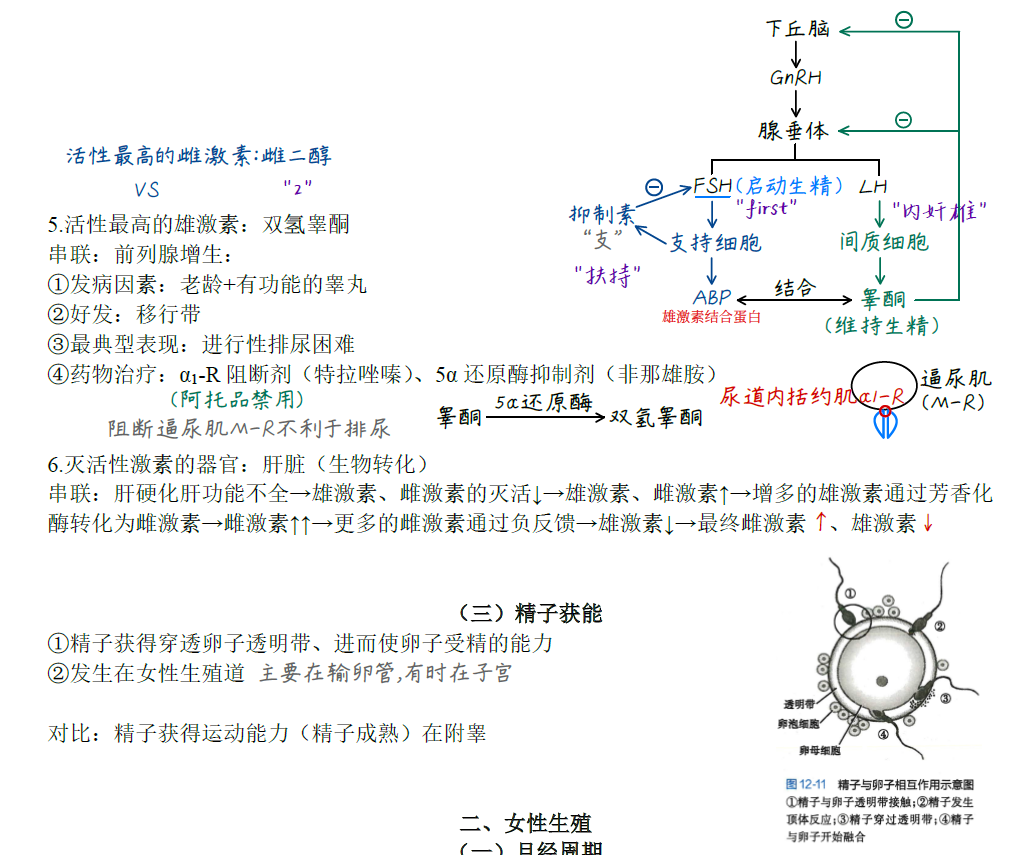 下丘脑
⊖
GnRH
腺垂体
⊖
活性最高的雌激素:雌二醇
VS
"2"
⊖
FSH(启动生精)
LH
"first"
"内奸雄"
抑制素
"支"
支持细胞
间质细胞
"扶持"
ABP
结合
睾酮
雄激素结合蛋白
(维持生精)
5.活性最高的雄激素：双氢睾酮
串联：前列腺增生：
①发病因素：老龄+有功能的睾丸
②好发：移行带
③最典型表现：进行性排尿困难
④药物治疗：α₁-R 阻断剂（特拉唑嗪）、5α 还原酶抑制剂（非那雄胺）
(阿托品禁用)
阻断逼尿肌M-R不利于排尿
睾酮
5α还原酶
双氢睾酮
尿道内括约肌α1-R
逼尿肌
(M-R)
6.灭活性激素的器官：肝脏（生物转化）
串联：肝硬化肝功能不全→雄激素、雌激素的灭活↓→雄激素、雌激素↑→增多的雄激素通过芳香化
酶转化为雌激素→雌激素↑↑→更多的雌激素通过负反馈→雄激素↓→最终雌激素 ↑、雄激素↓
（三）精子获能
①精子获得穿透卵子透明带、进而使卵子受精的能力
②发生在女性生殖道 主要在输卵管,有时在子宫
对比：精子获得运动能力（精子成熟）在附睾
①
②
③
④
透明带
卵泡细胞
卵母细胞
图 12-11 精子与卵子相互作用示意图
①精子与卵子透明带接触;②精子发生
顶体反应;③精子穿过透明带;④精子
与卵子开始融合
二、女性生殖
（一）月经周期